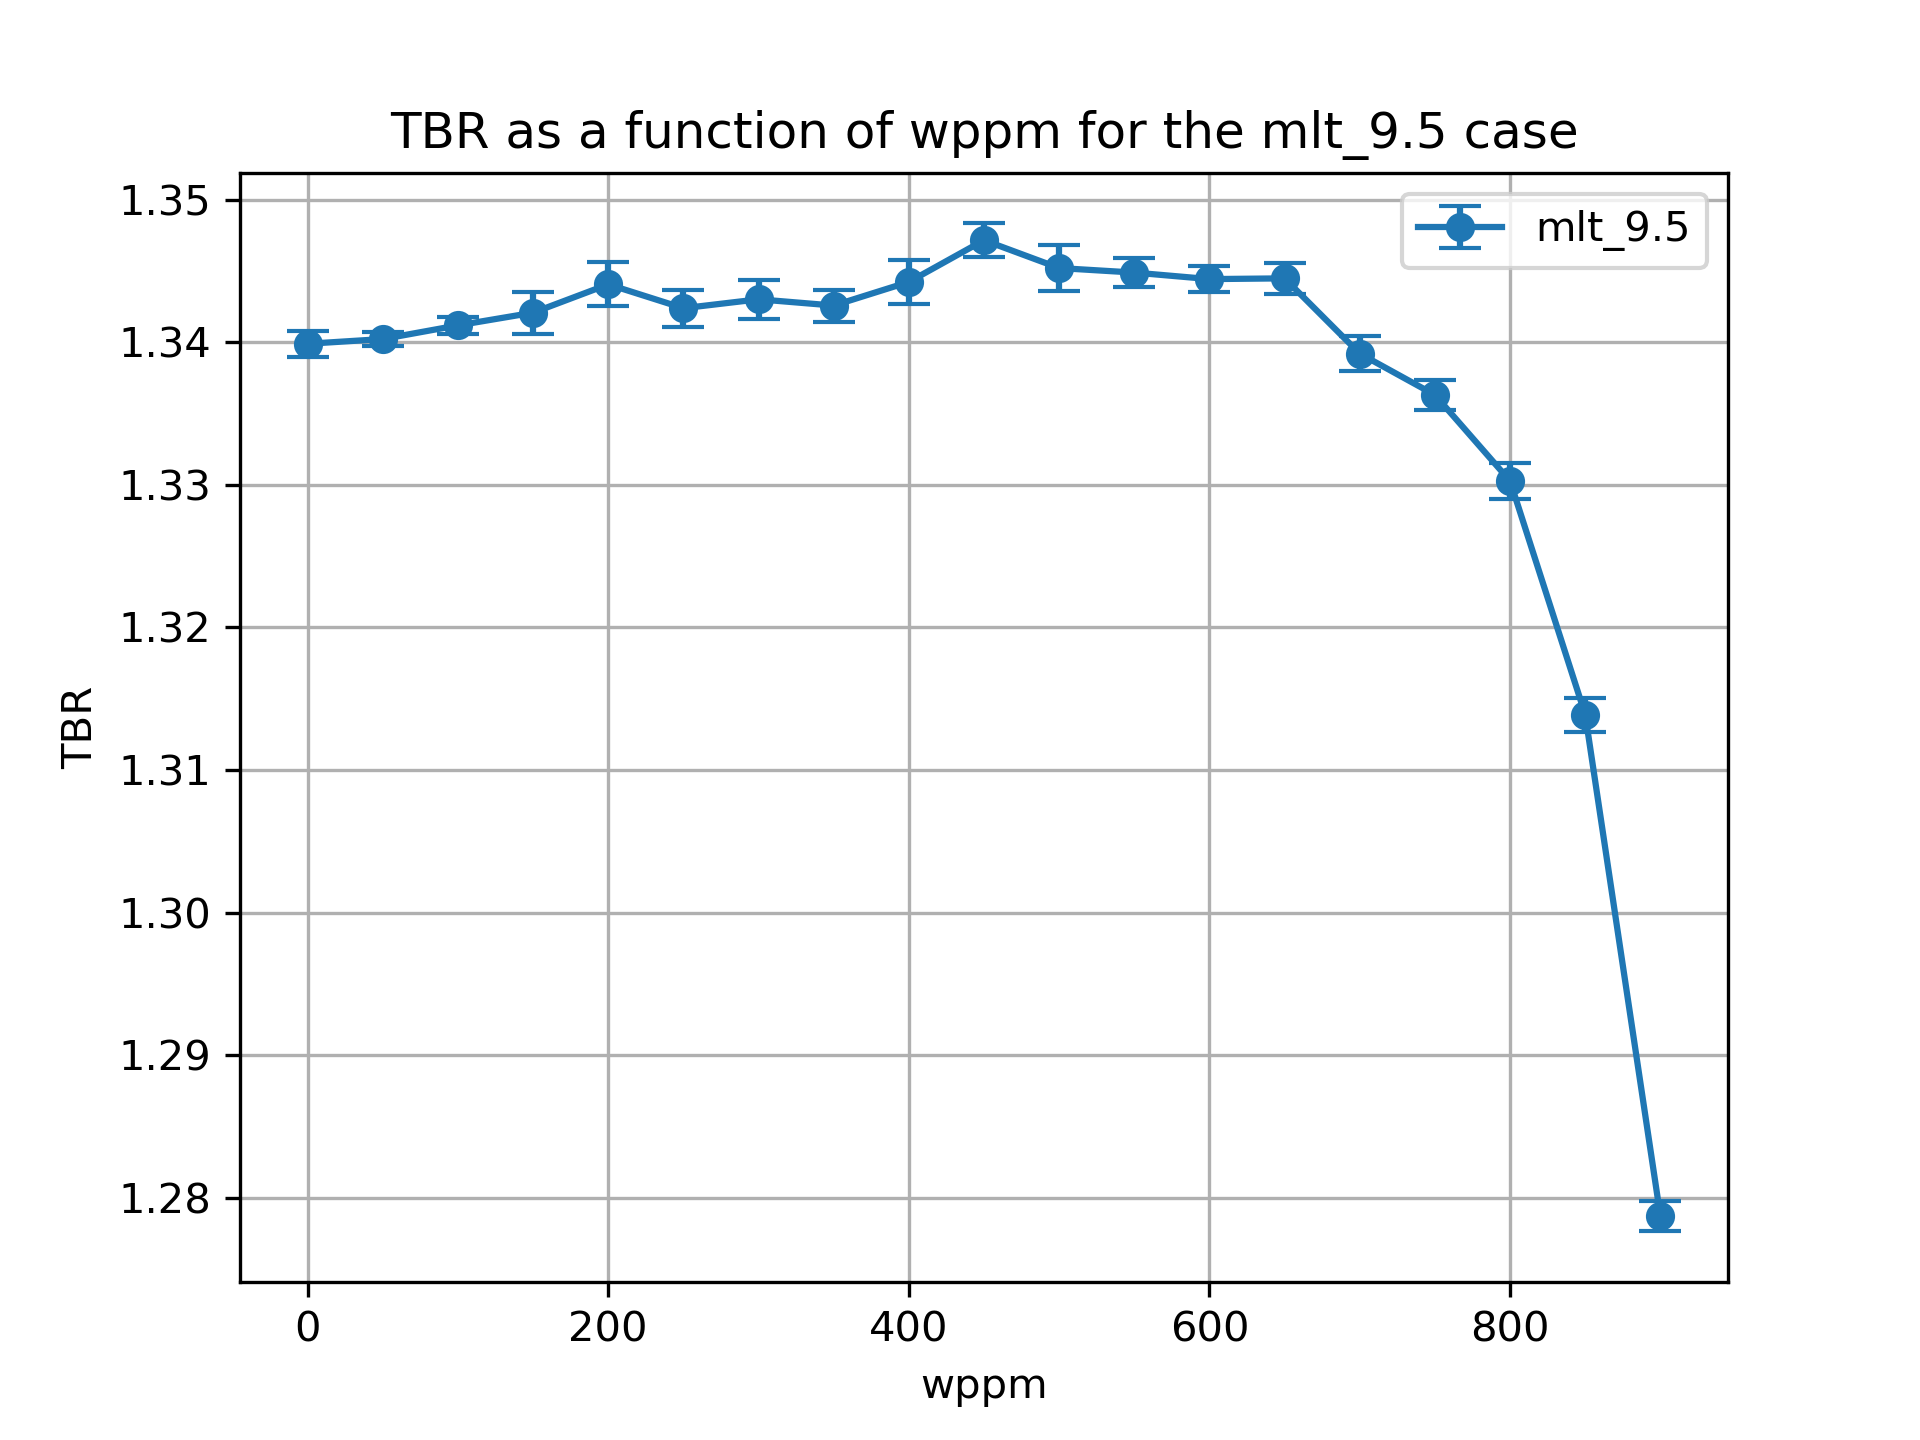 TBR as a function of wppm for the mlt_9.5 case
mlt_9.5
1.35
1.34
1.33
1.32
1.31
1.30
1.29
1.28
TBR
0 200 400 600 800
wppm